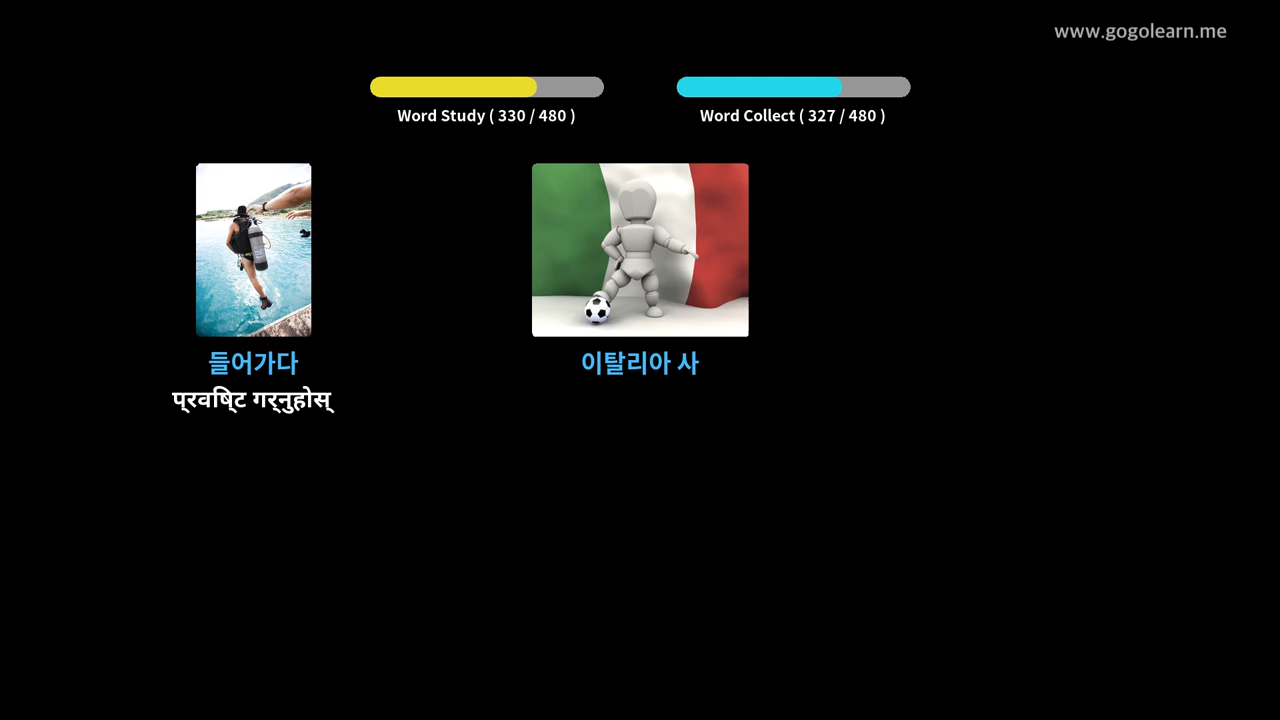 www.gogolearn.me
Word Study ( 330 / 480 )
Word Collect ( 327 / 480 )
들어가다
이탈리아 사
प्रवष्टि गर्नुहोस्